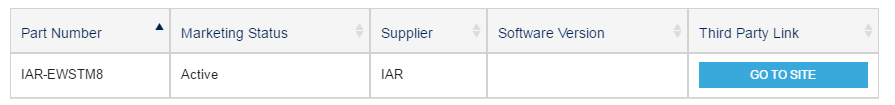 Part Number Marketing Status Supplier Software Version Third Party Link
IAR-EWSTM8 Active IAR GO TO SITE